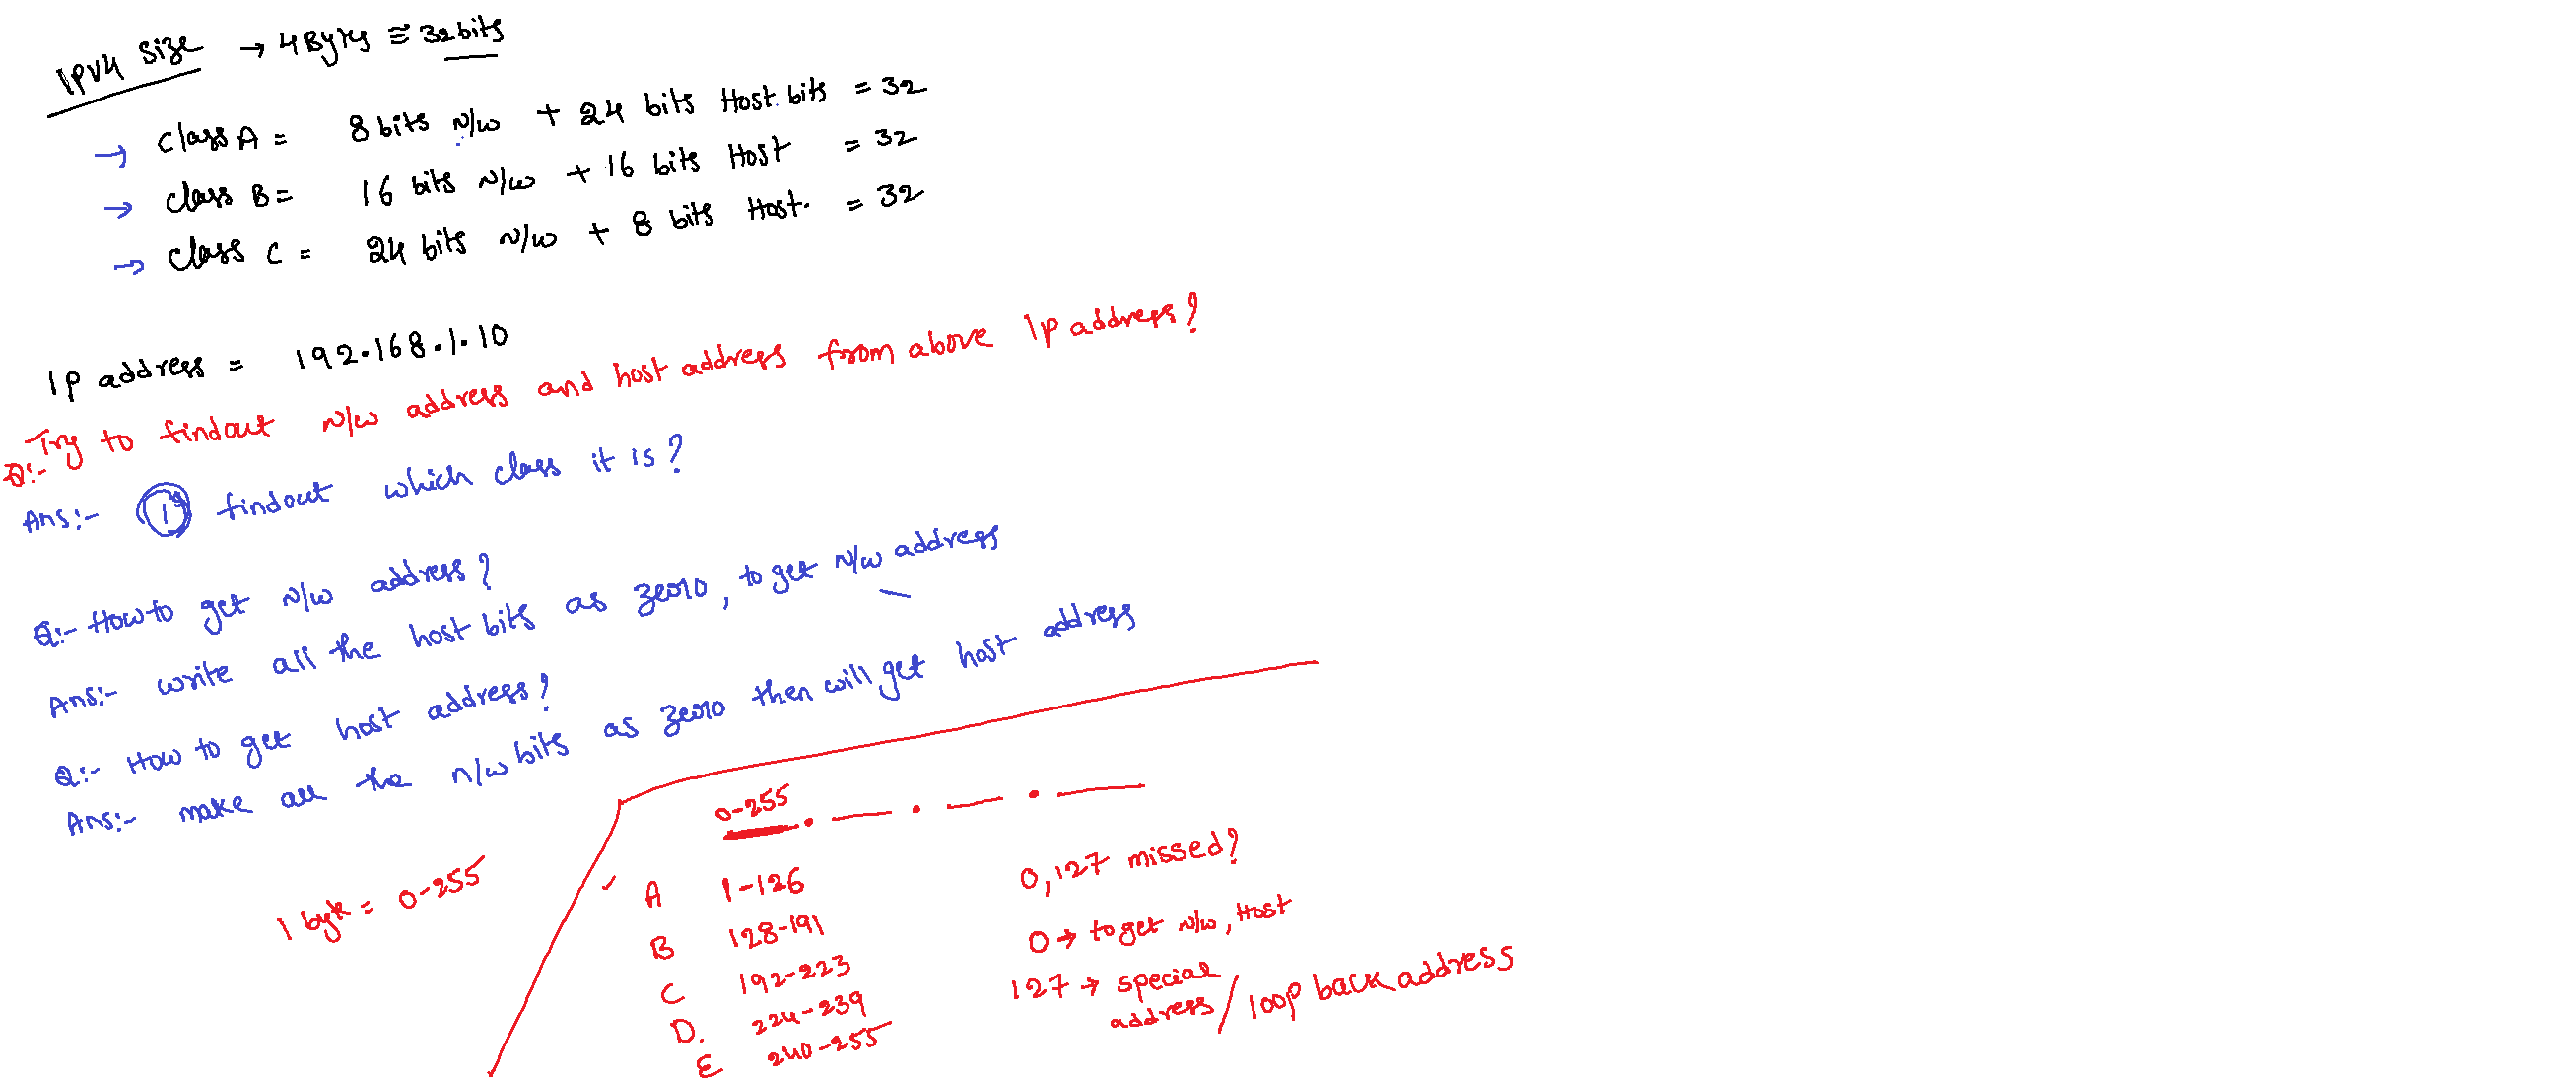 IPV4 Size → 4Bytes ≡ 32bits
→ Class A = 8 bits N/w + 24 bits Host bits = 32
→ Class B = 16 bits N/w + 16 bits Host = 32
→ Class C = 24 bits N/w + 8 bits Host. = 32
IP address = 192.168.1.10
Q:- Try to findout N/w address and host address from above IP address?
Ans:- 1) findout which class it is?
Q:- How to get N/w address?
Ans:- write all the host bits as zero, to get N/w address
Q:- How to get host address?
Ans:- make all the n/w bits as zero then will get host address
0-255 . — . — . —
1 byte = 0-255
A 1-126 0, 127 missed?
B 128-191 0 → to get N/w, Host
C 192-223 127 → special address / loop back address
D. 224-239
E 240-255